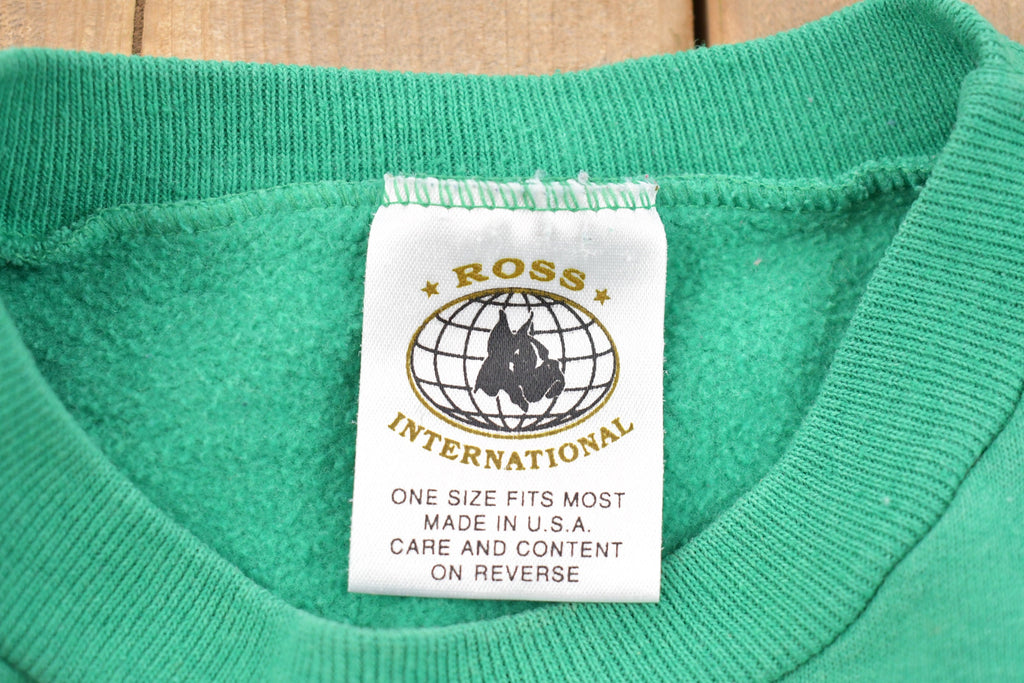 ROSS
INTERNATIONAL
ONE SIZE FITS MOST
MADE IN U.S.A.
CARE AND CONTENT
ON REVERSE